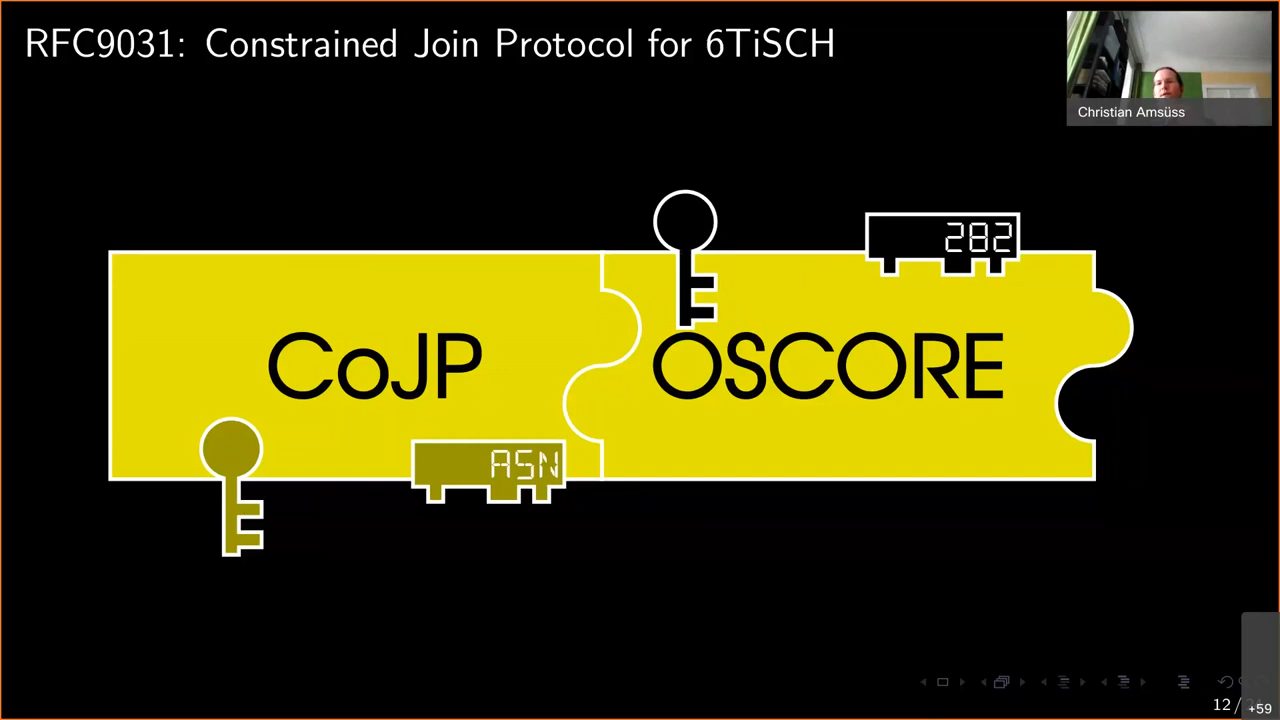 RFC9031: Constrained Join Protocol for 6TiSCH
Christian Amsüss
282
CoJP
OSCORE
ASN
12 /
+59